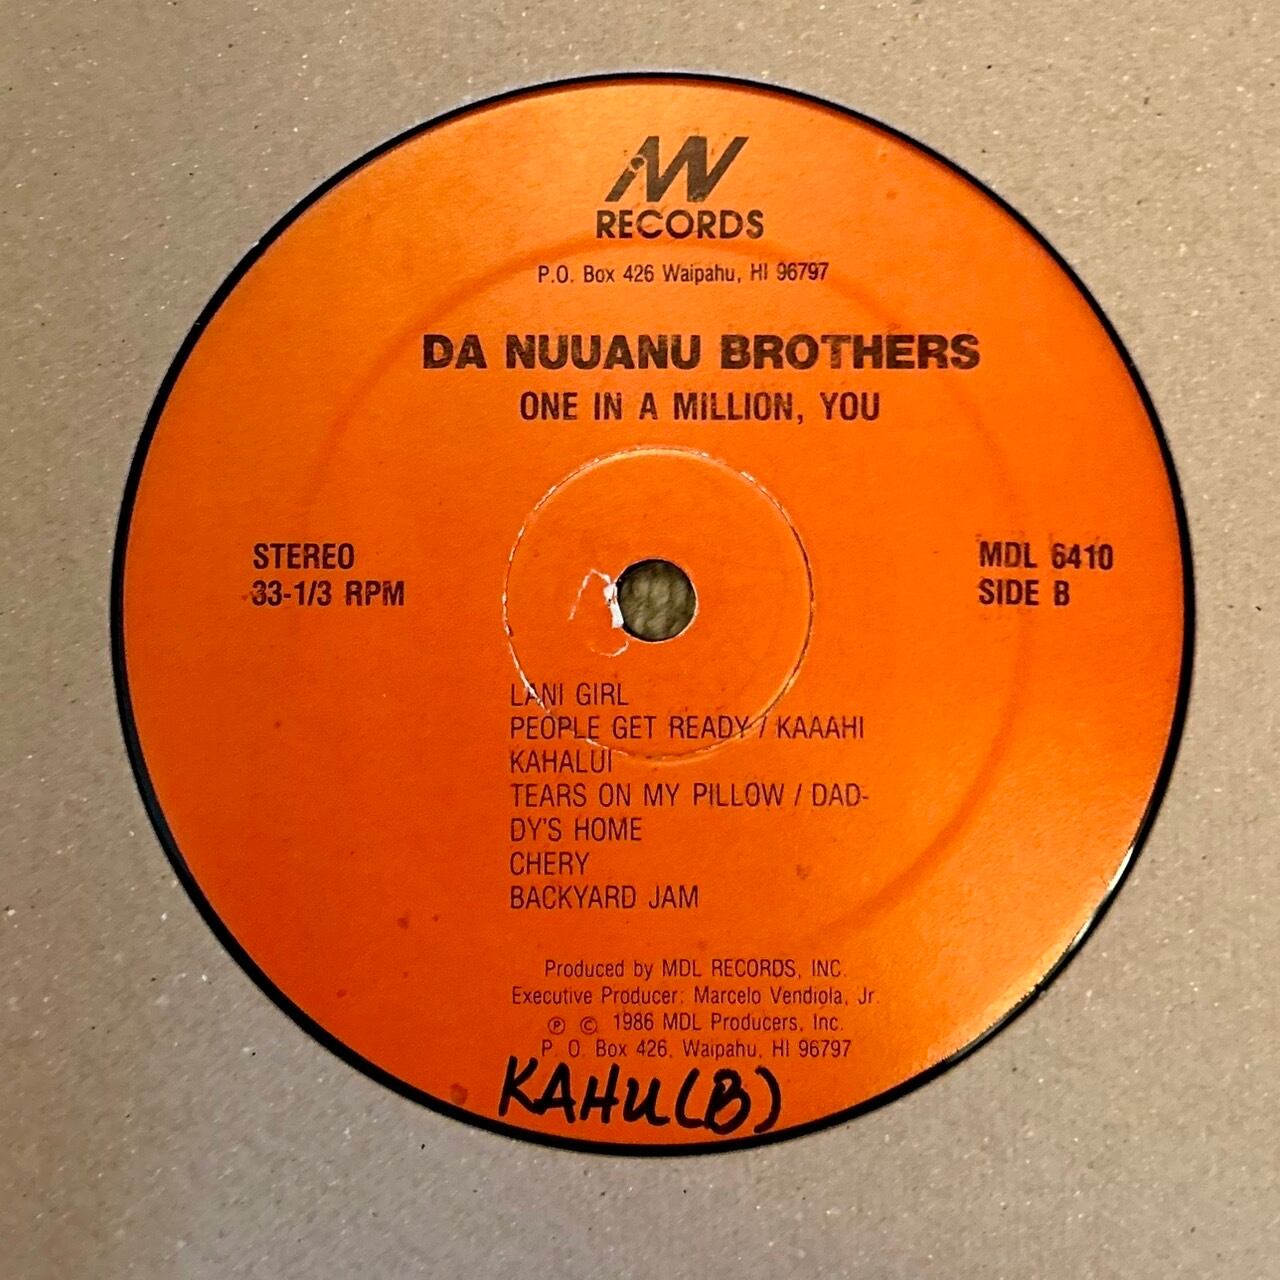 RECORDS
P.O. Box 426 Waipahu, HI 96797
DA NUUANU BROTHERS
ONE IN A MILLION, YOU
STEREO
33-1/3 RPM
MDL 6410
SIDE B
LANI GIRL
PEOPLE GET READY / KAAAHI
KAHALUI
TEARS ON MY PILLOW / DAD-
DY'S HOME
CHERY
BACKYARD JAM
Produced by MDL RECORDS, INC.
Executive Producer: Marcelo Vendiola, Jr.
℗ © 1986 MDL Producers, Inc.
P. O. Box 426, Waipahu, HI 96797
KAHU (B)